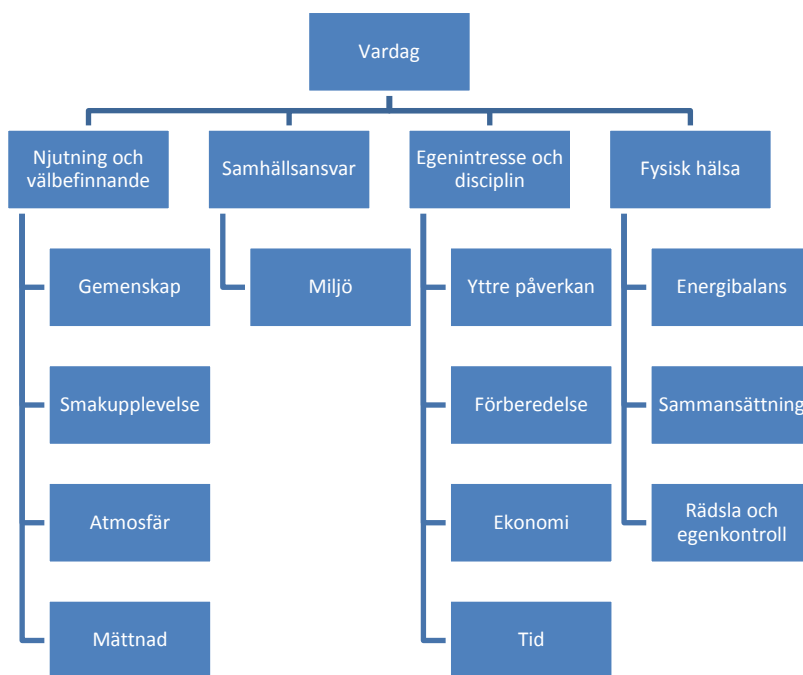 Vardag
Njutning och
välbefinnande
Gemenskap
Smakupplevelse
Atmosfär
Mättnad
Samhällsansvar
Miljö
Egenintresse och
disciplin
Yttre påverkan
Förberedelse
Ekonomi
Tid
Fysisk hälsa
Energibalans
Sammansättning
Rädsla och
egenkontroll